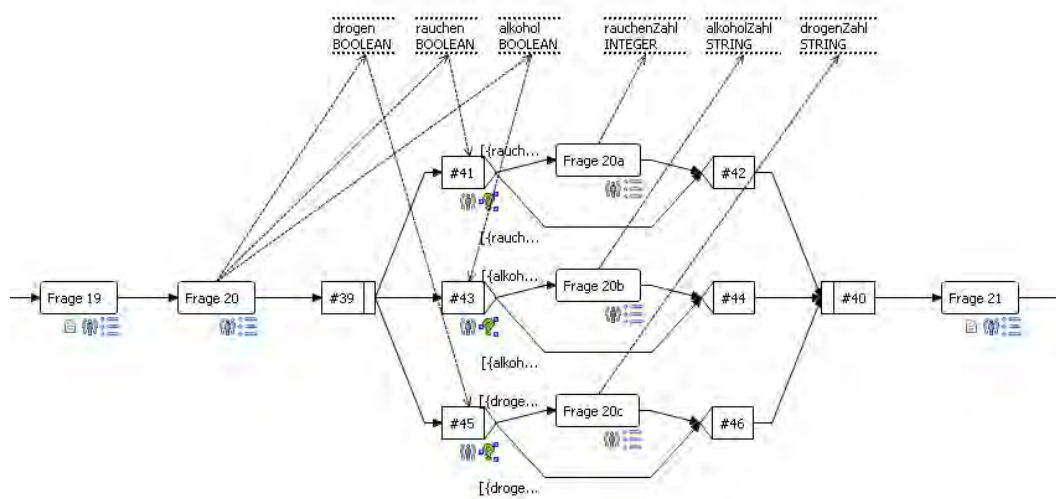 drogen
BOOLEAN
rauchen
BOOLEAN
alkohol
BOOLEAN
rauchenZahl
INTEGER
alkoholZahl
STRING
drogenZahl
STRING
[{rauch...
#41
Frage 20a
#42
[{rauch...
[{alkoh...
Frage 19
Frage 20
#39
#43
Frage 20b
#44
#40
Frage 21
[{alkoh...
[{droge...
#45
Frage 20c
#46
[{droge...